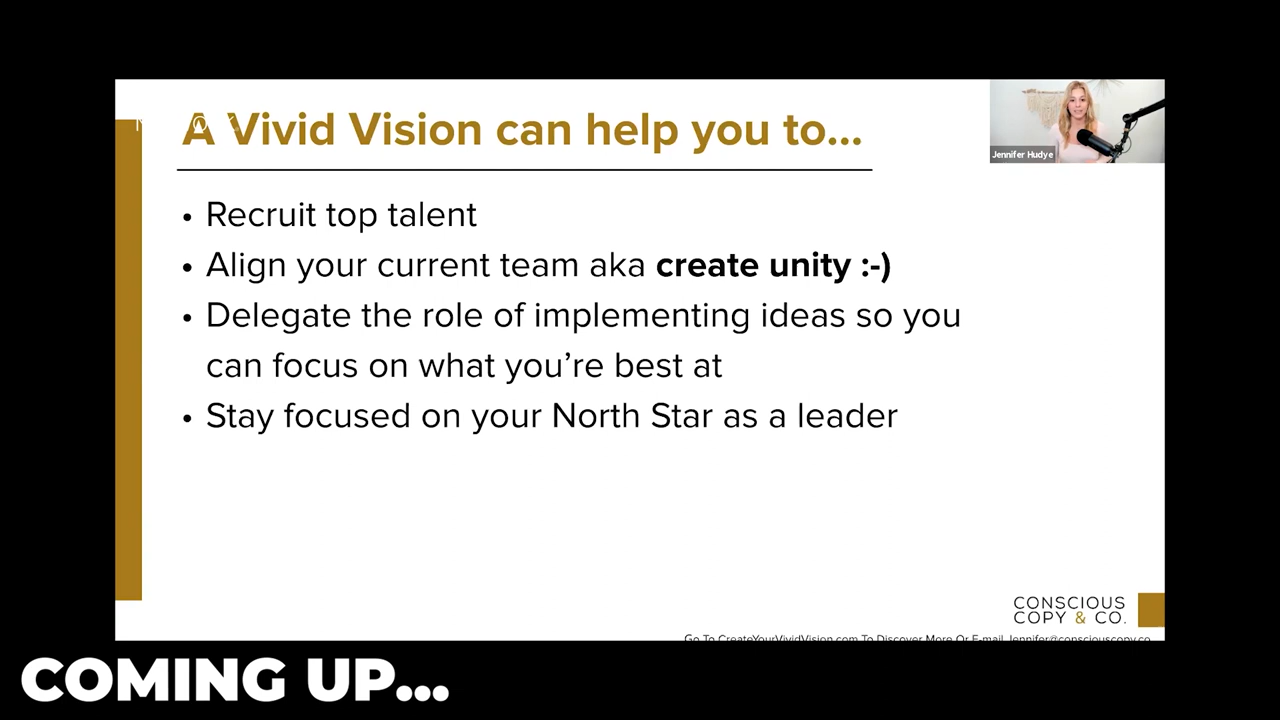 A Vivid Vision can help you to...
Jennifer Hudye
• Recruit top talent
• Align your current team aka create unity :-)
• Delegate the role of implementing ideas so you
can focus on what you’re best at
• Stay focused on your North Star as a leader
CONSCIOUS
COPY & CO.
Go To CreateYourVividVision.com To Discover More Or E-mail Jennifer@consciouscopy.co
COMING UP...